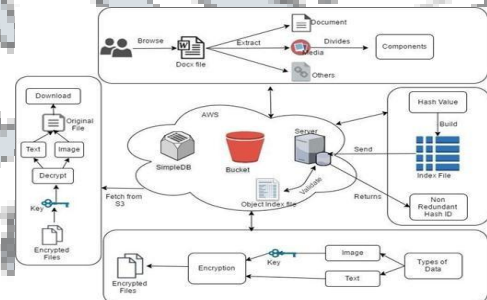 Browse
Docx file
Extract
Document
Media
Others
Divides
Components
Download
Original
File
Text
Image
Decrypt
Key
Encrypted
Files
Fetch from
S3
AWS
SimpleDB
Bucket
Server
Object Index file
Validate
Hash Value
Build
Index File
Send
Returns
Non
Redundant
Hash ID
Encrypted
Files
Encryption
Key
Image
Text
Types of
Data